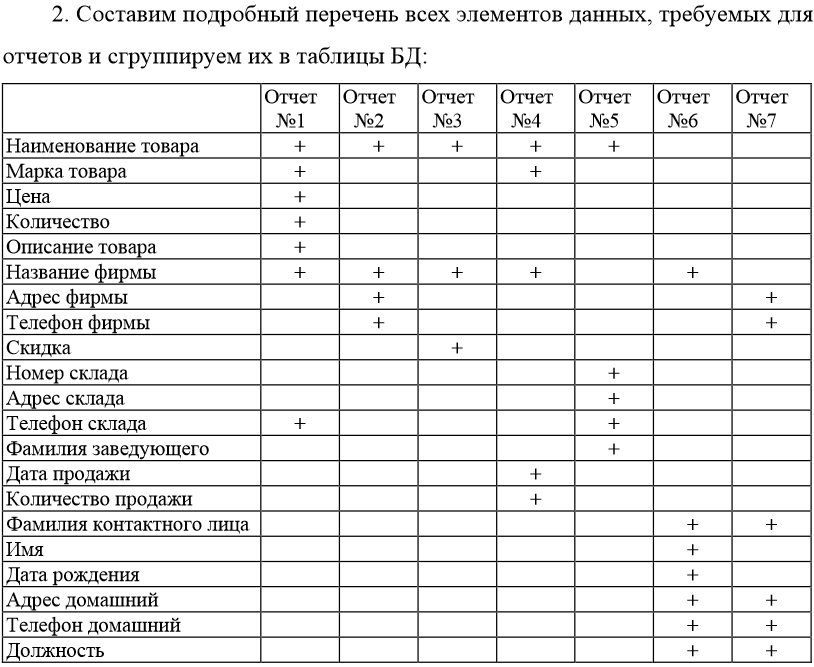 2. Составим подробный перечень всех элементов данных, требуемых для
отчетов и сгруппируем их в таблицы БД:
Отчет №1 Отчет №2 Отчет №3 Отчет №4 Отчет №5 Отчет №6 Отчет №7
Наименование товара + + + + +
Марка товара + +
Цена +
Количество +
Описание товара +
Название фирмы + + + + +
Адрес фирмы + +
Телефон фирмы + +
Скидка +
Номер склада +
Адрес склада +
Телефон склада + +
Фамилия заведующего +
Дата продажи +
Количество продажи +
Фамилия контактного лица + +
Имя +
Дата рождения +
Адрес домашний + +
Телефон домашний + +
Должность + +